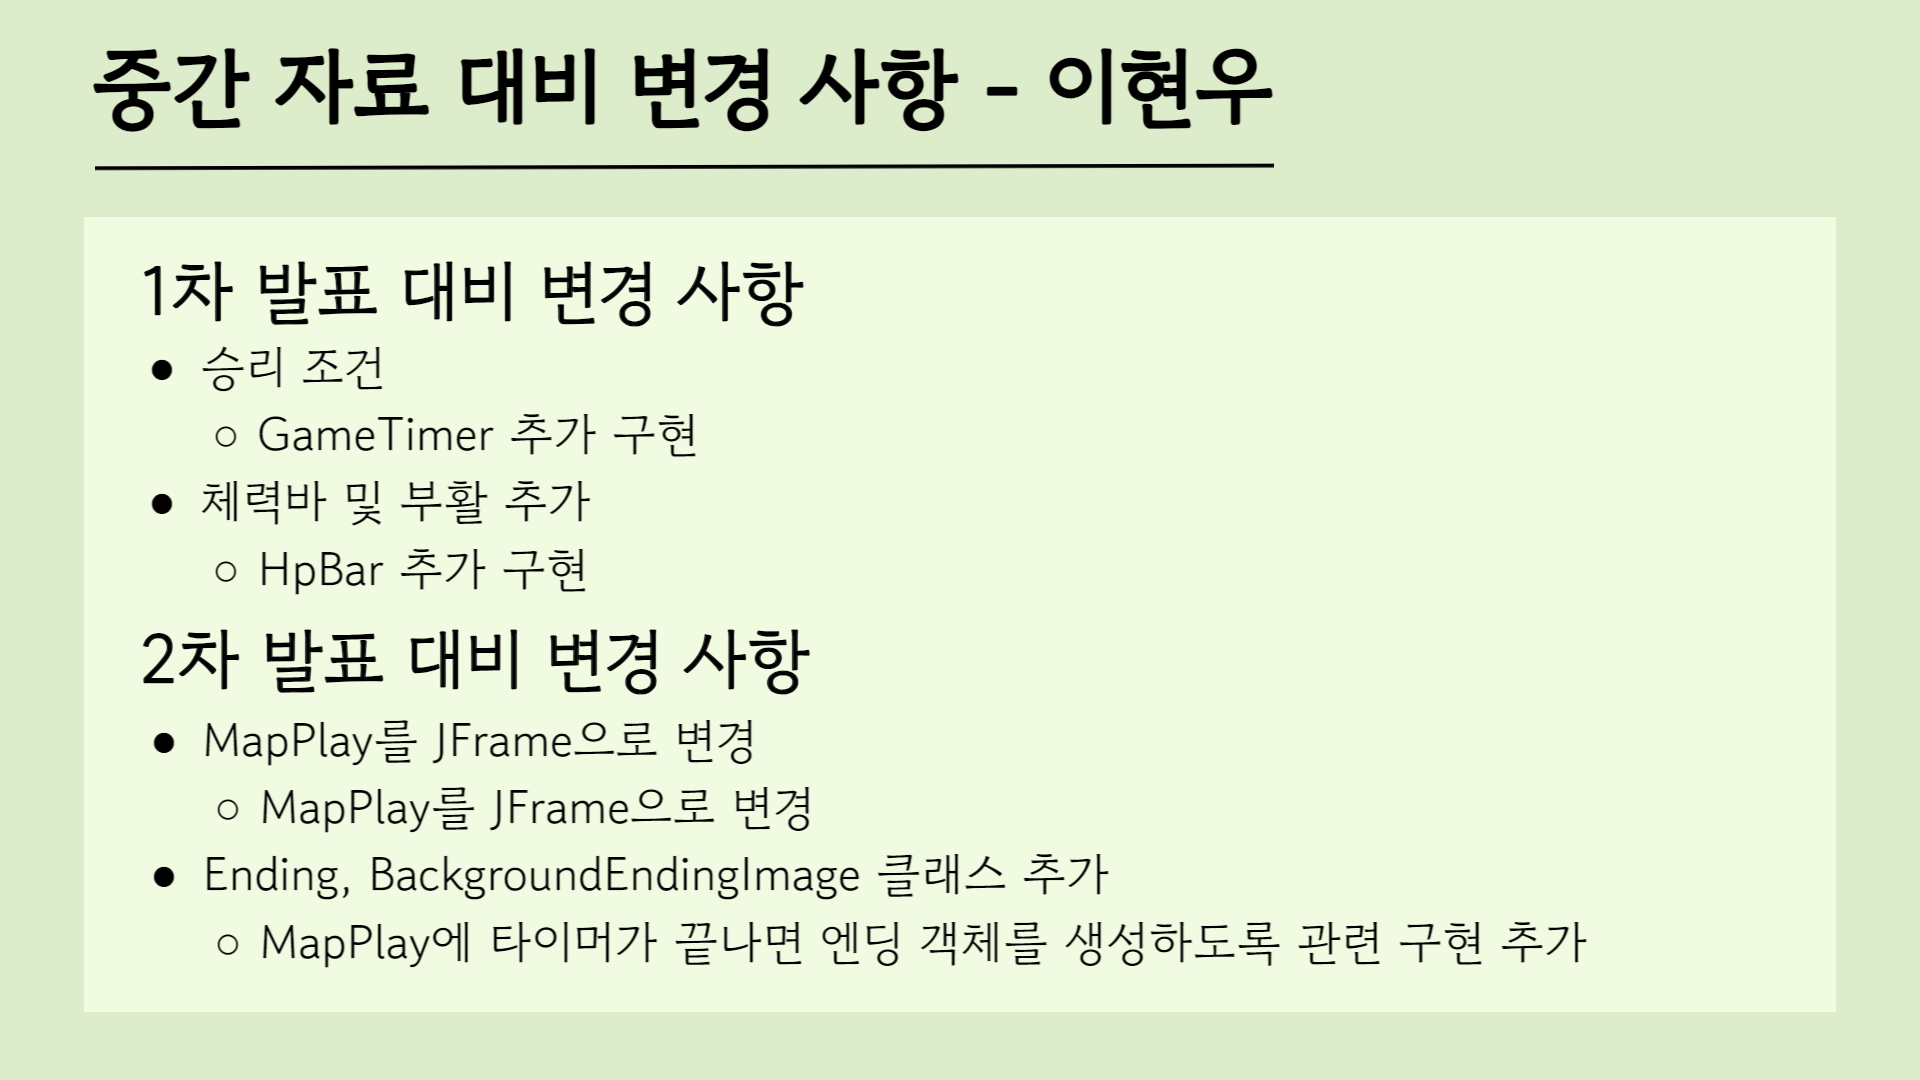 중간 자료 대비 변경 사항 - 이현우
1차 발표 대비 변경 사항
● 승리 조건
○ GameTimer 추가 구현
● 체력바 및 부활 추가
○ HpBar 추가 구현
2차 발표 대비 변경 사항
● MapPlay를 JFrame으로 변경
○ MapPlay를 JFrame으로 변경
● Ending, BackgroundEndingImage 클래스 추가
○ MapPlay에 타이머가 끝나면 엔딩 객체를 생성하도록 관련 구현 추가